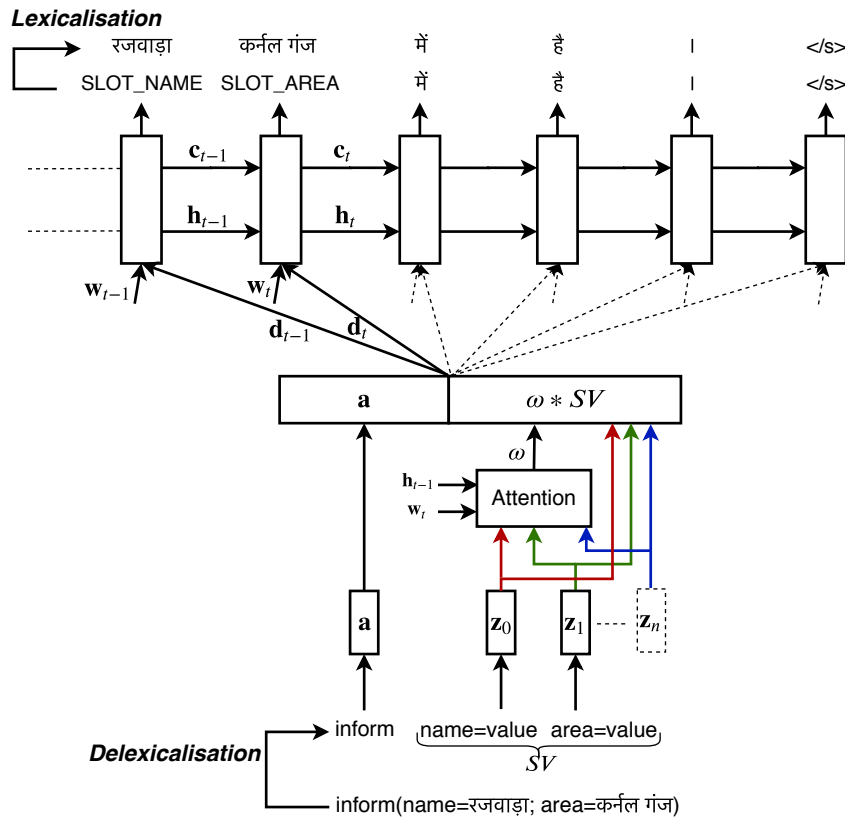 Lexicalisation
रजवाड़ा कर्नल गंज में है । </s>
SLOT_NAME SLOT_AREA में है । </s>
c_{t−1} c_t
h_{t−1} h_t
w_{t−1} w_t
d_{t−1} d_t
a ω ∗ SV
ω
h_{t−1}
Attention
w_t
a z_0 z_1 z_n
inform name=value area=value
Delexicalisation
SV
inform(name=रजवाड़ा; area=कर्नल गंज)